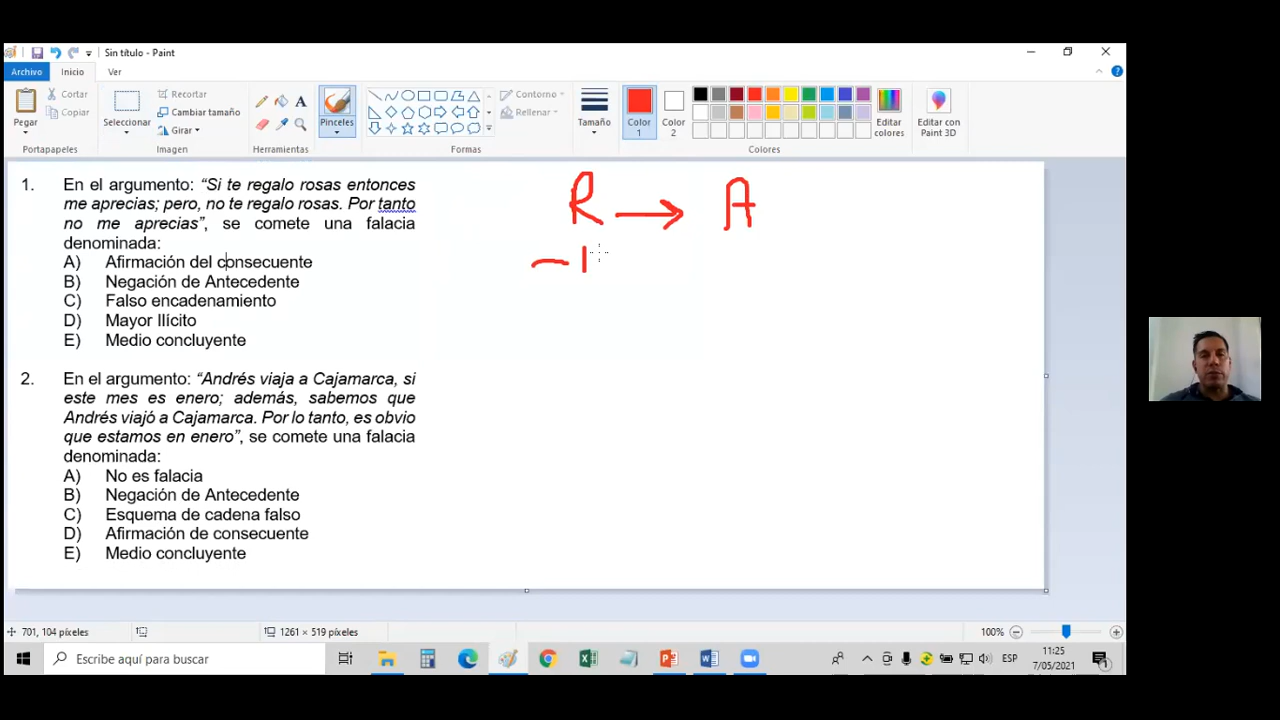 Sin título - Paint
Archivo Inicio Ver
Pegar
Cortar
Copiar
Portapapeles
Seleccionar
Recortar
Cambiar tamaño
Girar
Imagen
A
Herramientas
Pinceles
Contorno
Rellenar
Formas
Tamaño
Color 1
Color 2
Editar colores
Editar con Paint 3D
Colores
1. En el argumento: “Si te regalo rosas entonces
me aprecias; pero, no te regalo rosas. Por tanto
no me aprecias”, se comete una falacia
denominada:
A) Afirmación del consecuente
B) Negación de Antecedente
C) Falso encadenamiento
D) Mayor Ilícito
E) Medio concluyente
2. En el argumento: “Andrés viaja a Cajamarca, si
este mes es enero; además, sabemos que
Andrés viajó a Cajamarca. Por lo tanto, es obvio
que estamos en enero”, se comete una falacia
denominada:
A) No es falacia
B) Negación de Antecedente
C) Esquema de cadena falso
D) Afirmación de consecuente
E) Medio concluyente
R → A
701, 104 píxeles
1261 × 519 píxeles
100%
Escribe aquí para buscar
ESP
11:25
7/05/2021